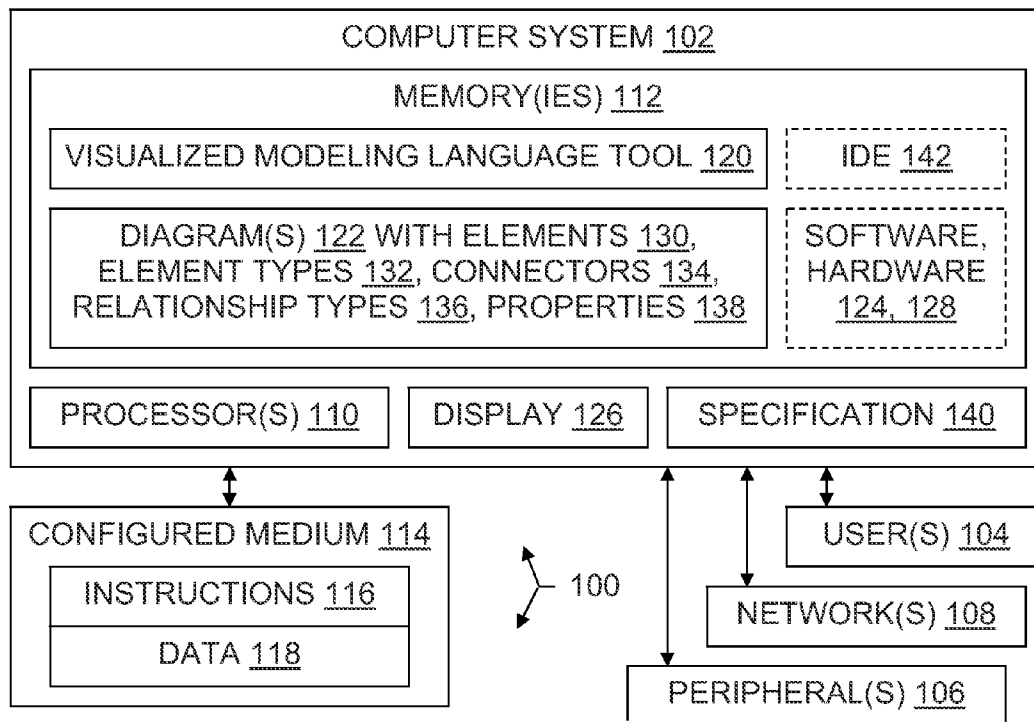 COMPUTER SYSTEM 102
MEMORY(IES) 112
VISUALIZED MODELING LANGUAGE TOOL 120
IDE 142
DIAGRAM(S) 122 WITH ELEMENTS 130,
ELEMENT TYPES 132, CONNECTORS 134,
RELATIONSHIP TYPES 136, PROPERTIES 138
SOFTWARE,
HARDWARE
124, 128
PROCESSOR(S) 110
DISPLAY 126
SPECIFICATION 140
CONFIGURED MEDIUM 114
INSTRUCTIONS 116
DATA 118
100
USER(S) 104
NETWORK(S) 108
PERIPHERAL(S) 106